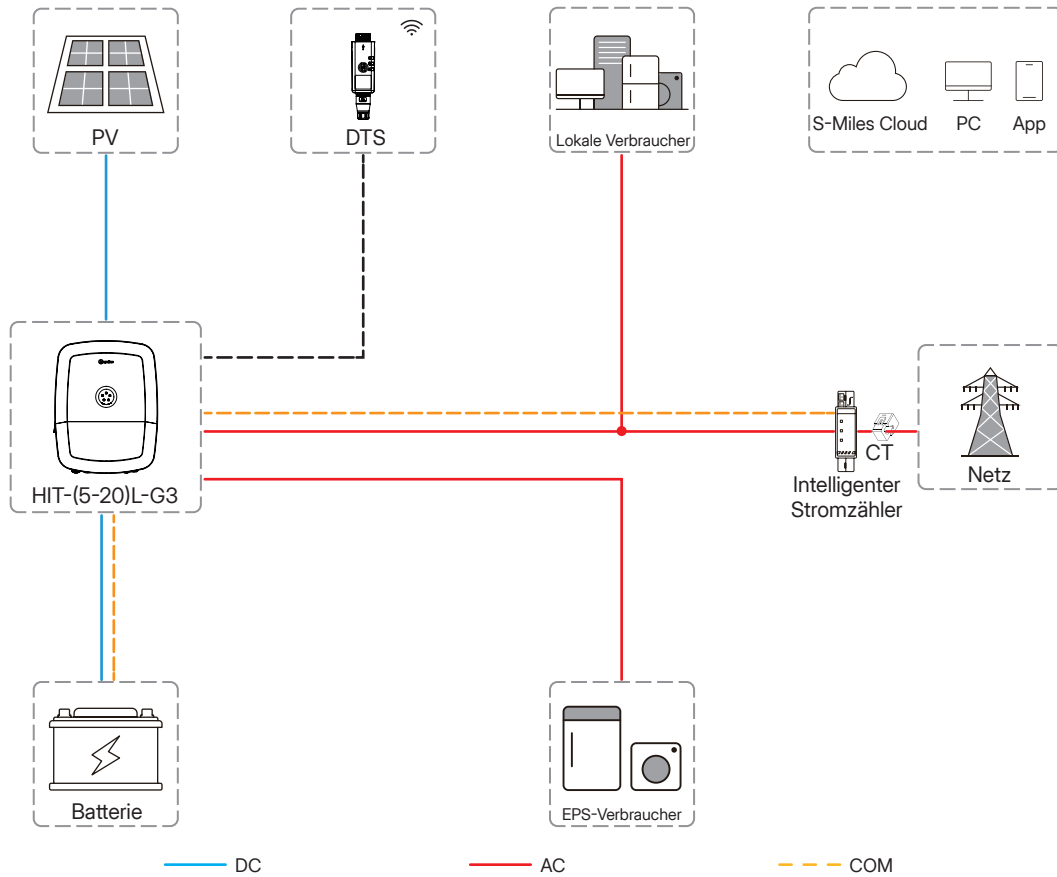 PV
DTS
Lokale Verbraucher
S-Miles Cloud
PC
App
HIT-(5-20)L-G3
CT
Intelligenter
Stromzähler
Netz
Batterie
EPS-Verbraucher
DC
AC
COM